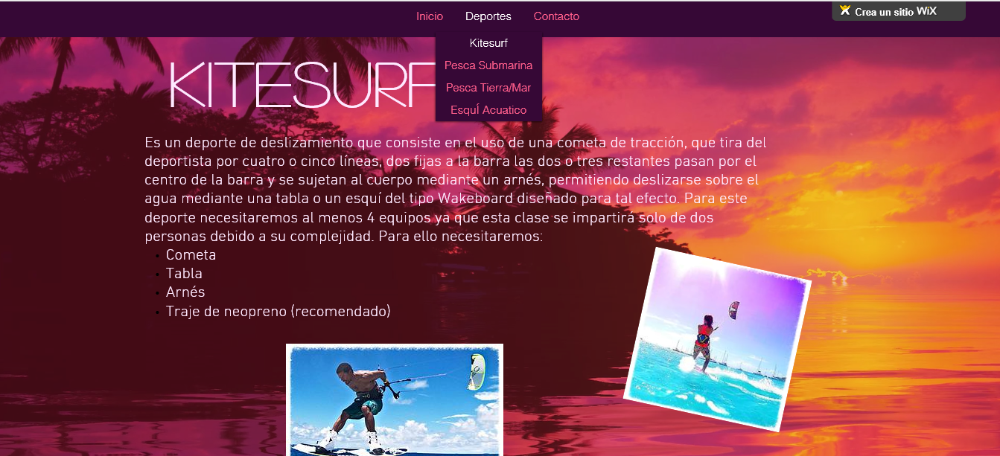 Inicio Deportes Contacto
Crea un sitio WiX
Kitesurf
Pesca Submarina
Pesca Tierra/Mar
EsquÍ Acuatico
KITESURF
Es un deporte de deslizamiento que consiste en el uso de una cometa de tracción, que tira del
deportista por cuatro o cinco líneas, dos fijas a la barra las dos o tres restantes pasan por el
centro de la barra y se sujetan al cuerpo mediante un arnés, permitiendo deslizarse sobre el
agua mediante una tabla o un esquí del tipo Wakeboard diseñado para tal efecto. Para este
deporte necesitaremos al menos 4 equipos ya que esta clase se impartirá solo de dos
personas debido a su complejidad. Para ello necesitaremos:
• Cometa
• Tabla
• Arnés
• Traje de neopreno (recomendado)